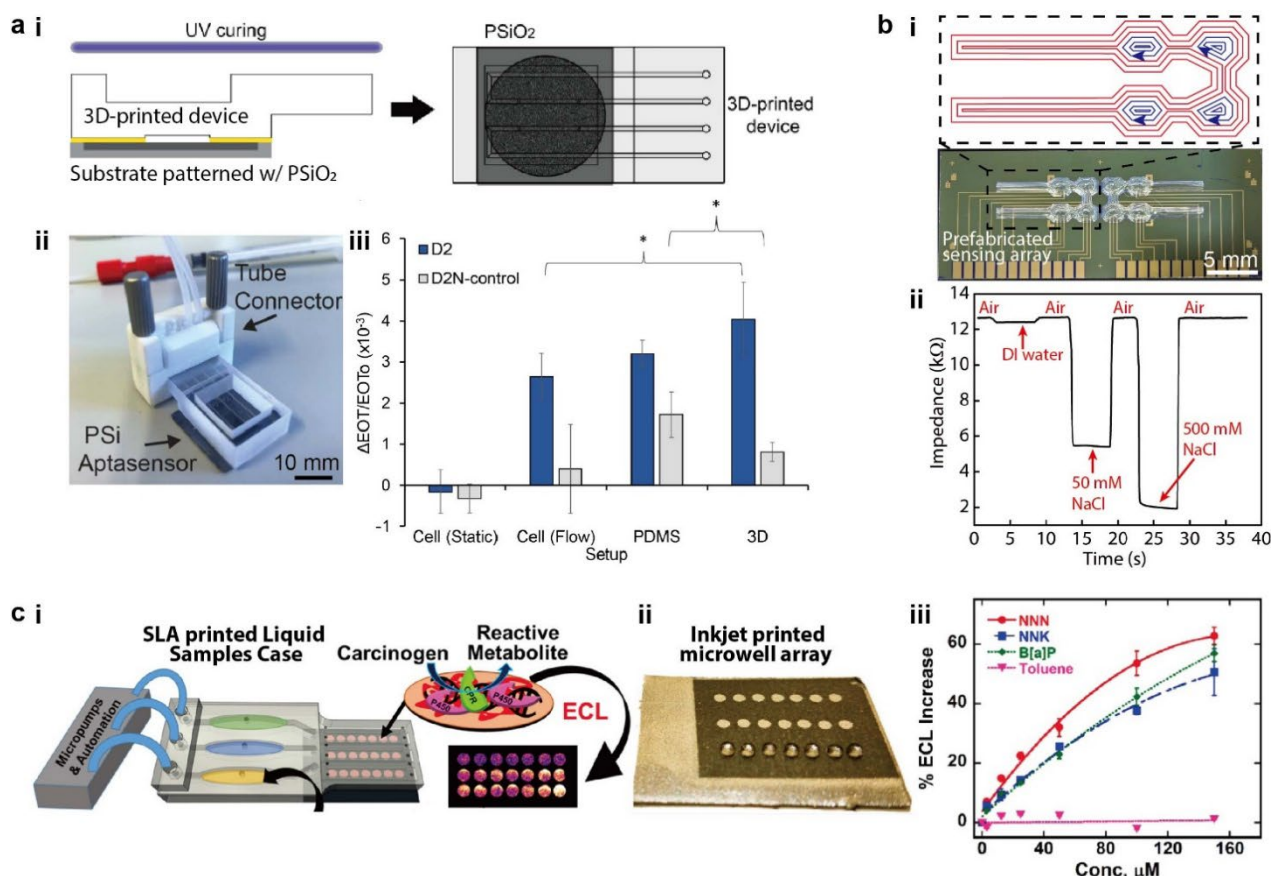 a i
UV curing
3D-printed device
Substrate patterned w/ PSiO₂
PSiO₂
3D-printed
device
ii
Tube
Connector
PSi
Aptasensor
10 mm
iii
D2
D2N-control
*
*
ΔEOT/EOTo (x10⁻³)
6
5
4
3
2
1
0
-1
Cell (Static)
Cell (Flow)
PDMS
3D
Setup
b i
Prefabricated
sensing array
5 mm
ii
Impedance (kΩ)
14
12
10
8
6
4
2
Air
Air
Air
Air
DI water
50 mM
NaCl
500 mM
NaCl
0 5 10 15 20 25 30 35 40
Time (s)
c i
SLA printed Liquid
Samples Case
Micropumps
& Automation
Carcinogen
Reactive
Metabolite
P450
CPR
P450
ECL
ii
Inkjet printed
microwell array
iii
NNN
NNK
B[a]P
Toluene
% ECL Increase
60
40
20
0
0 40 80 120 160
Conc. μM